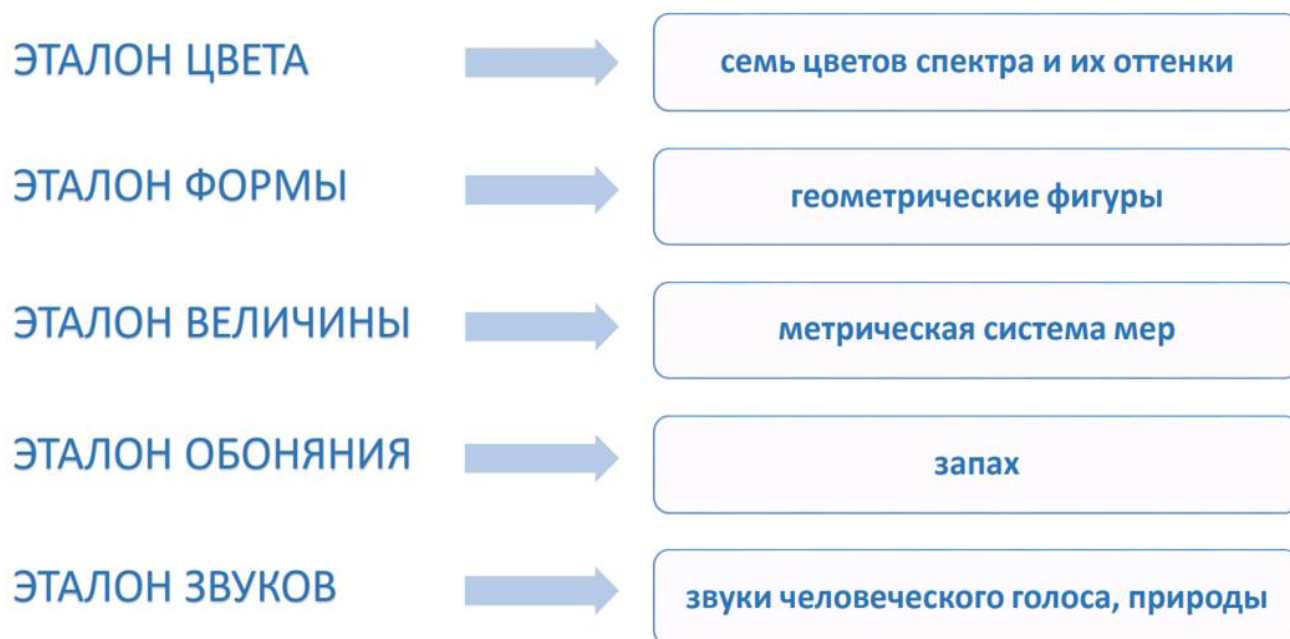 ЭТАЛОН ЦВЕТА
семь цветов спектра и их оттенки
ЭТАЛОН ФОРМЫ
геометрические фигуры
ЭТАЛОН ВЕЛИЧИНЫ
метрическая система мер
ЭТАЛОН ОБОНЯНИЯ
запах
ЭТАЛОН ЗВУКОВ
звуки человеческого голоса, природы